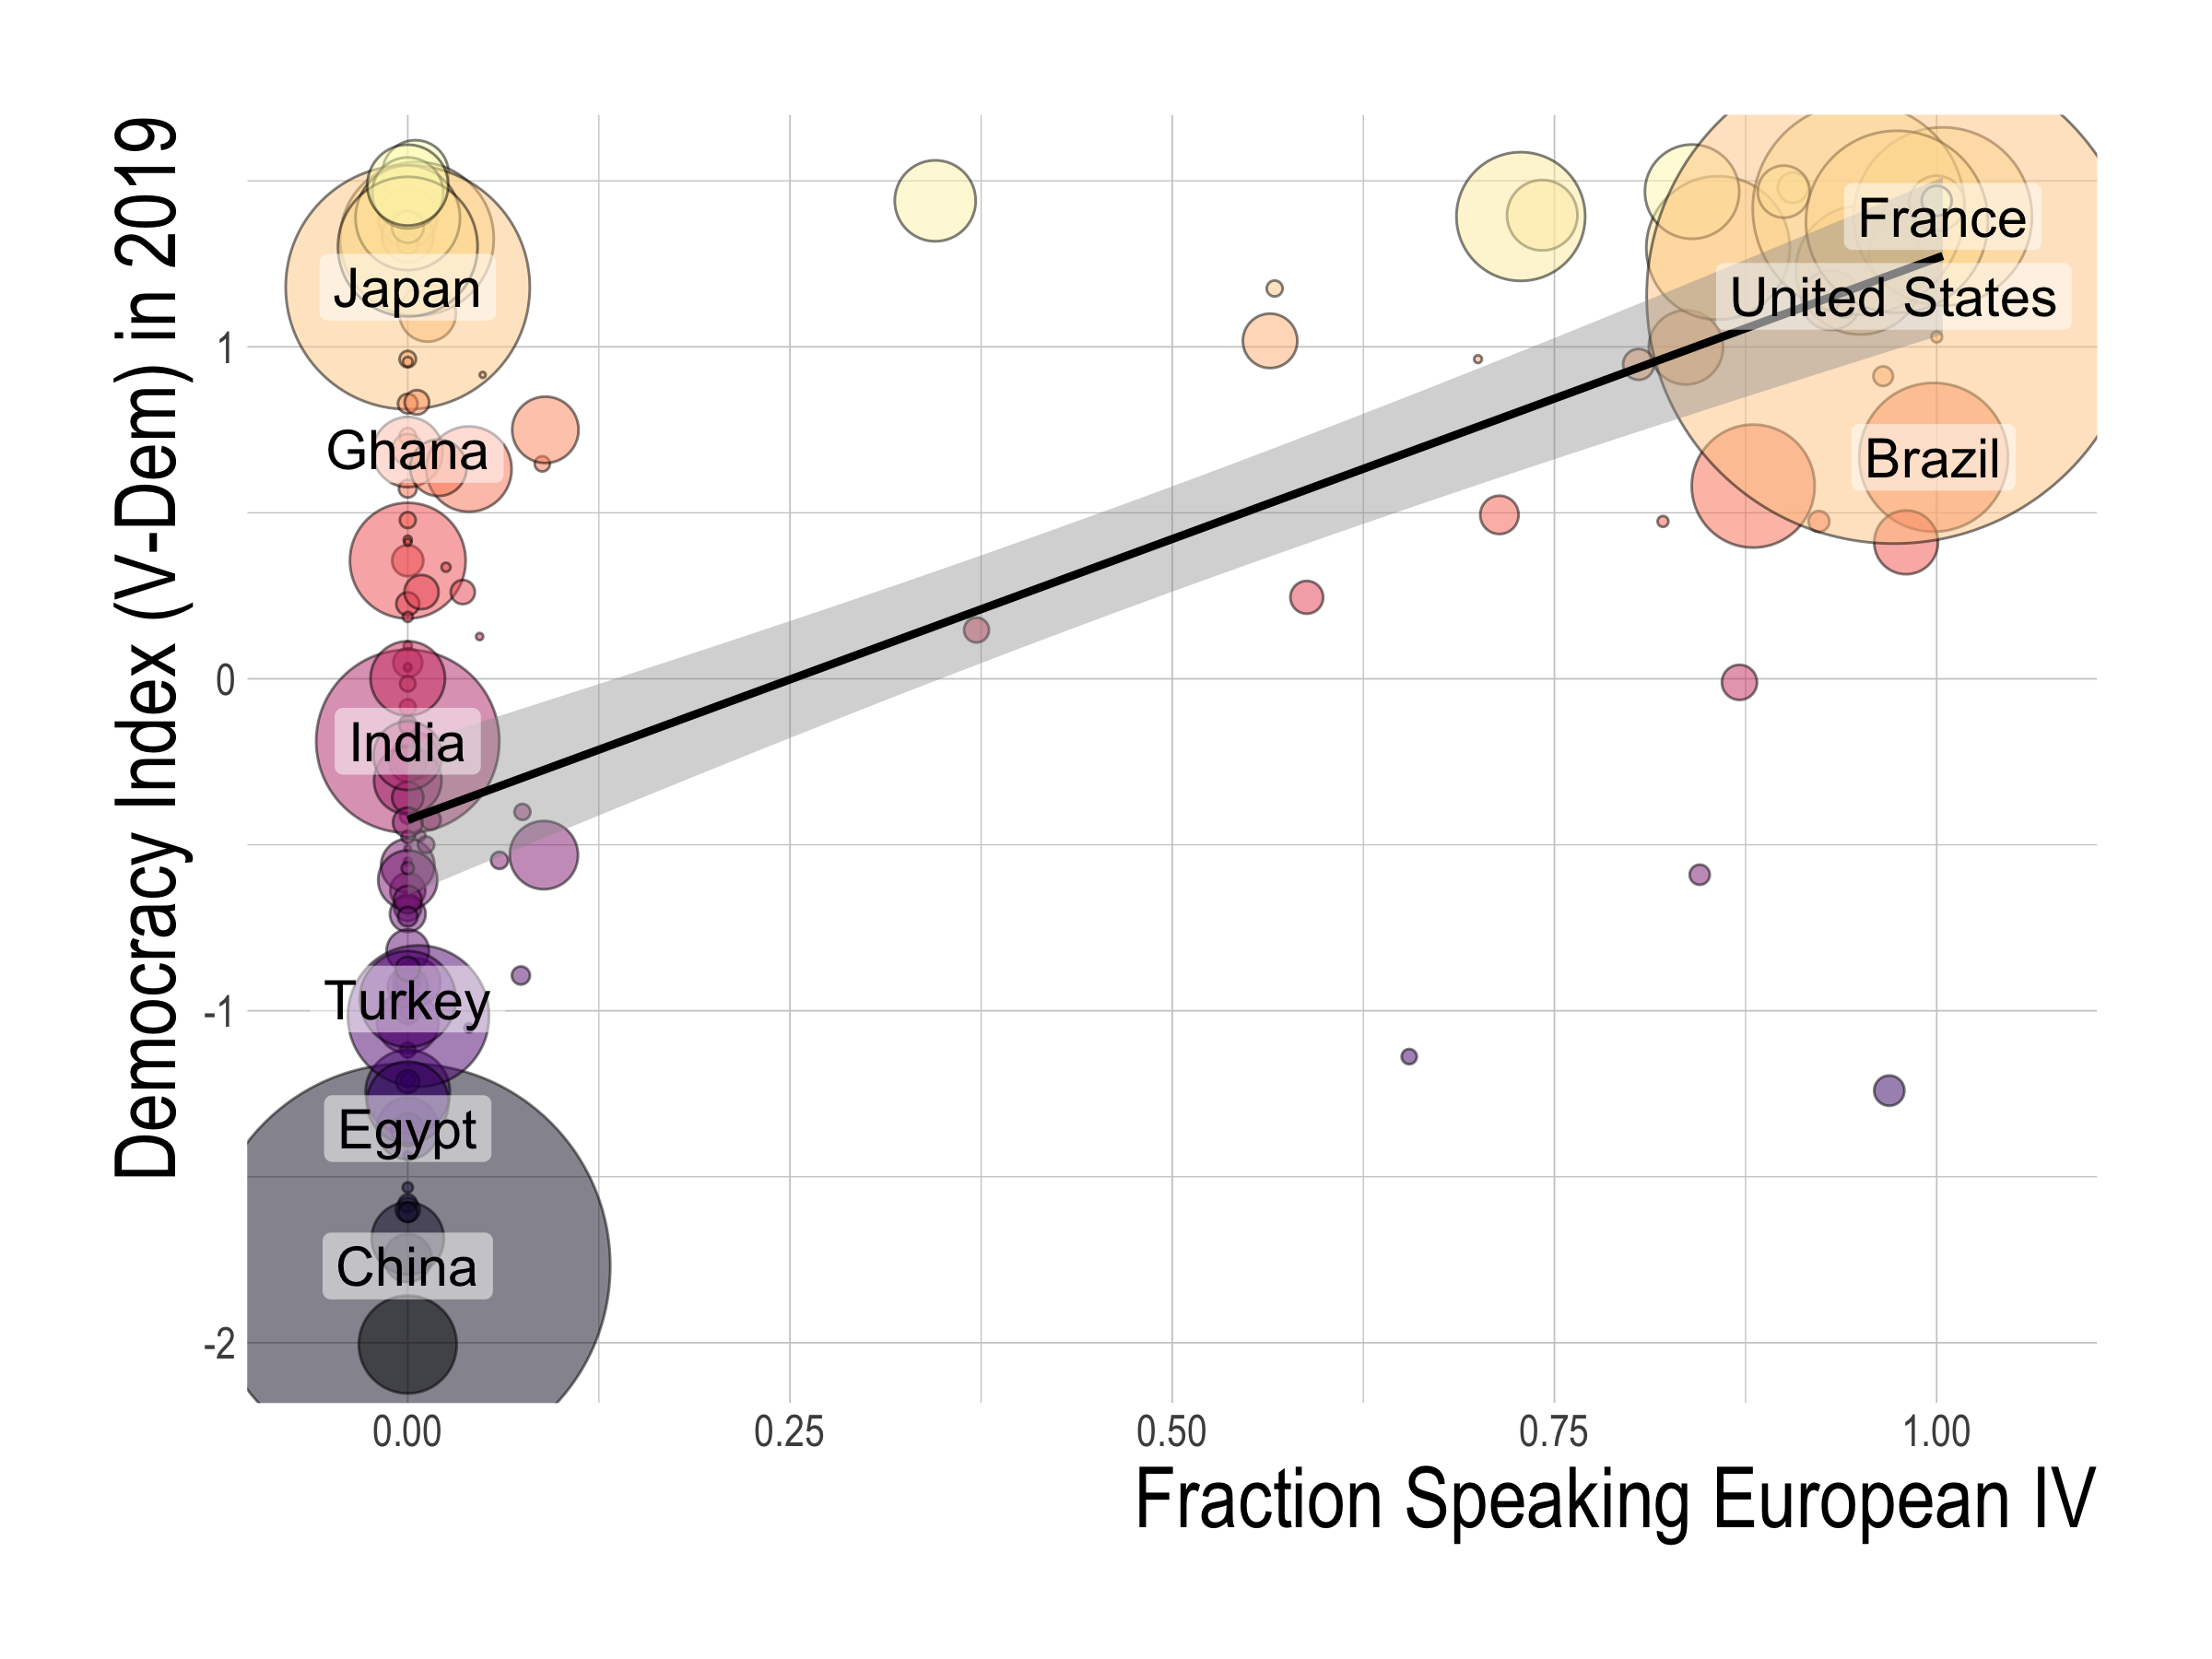 Democracy Index (V-Dem) in 2019
1
0
-1
-2
France
Japan
United States
Ghana
Brazil
India
Turkey
Egypt
China
0.00 0.25 0.50 0.75 1.00
Fraction Speaking European IV